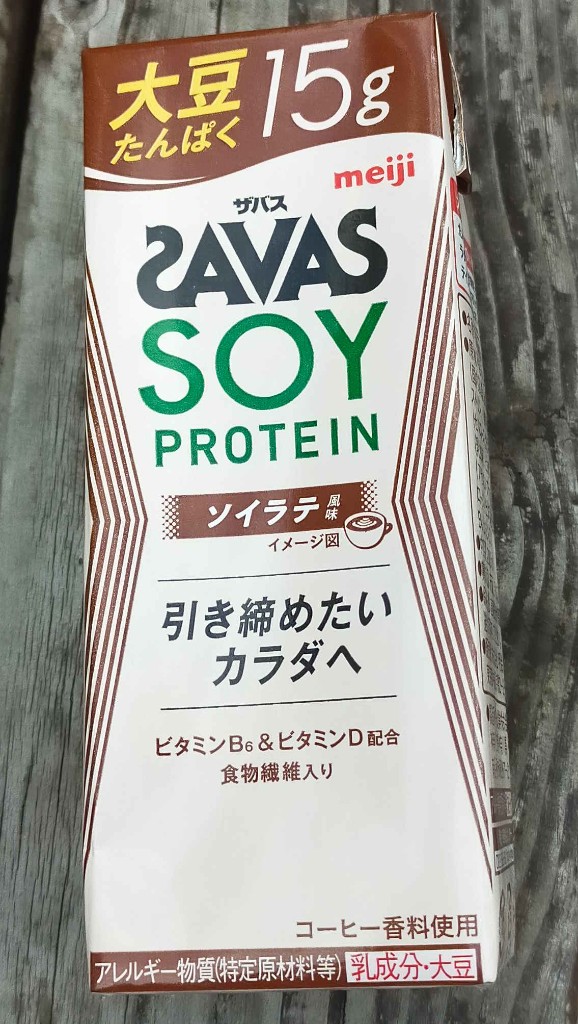 大豆
たんぱく
15g
meiji
ザバス
SAVAS
SOY
PROTEIN
ソイラテ風味
イメージ図
引き締めたい
カラダへ
ビタミンB6&ビタミンD配合
食物繊維入り
コーヒー香料使用
アレルギー物質(特定原材料等) 乳成分・大豆